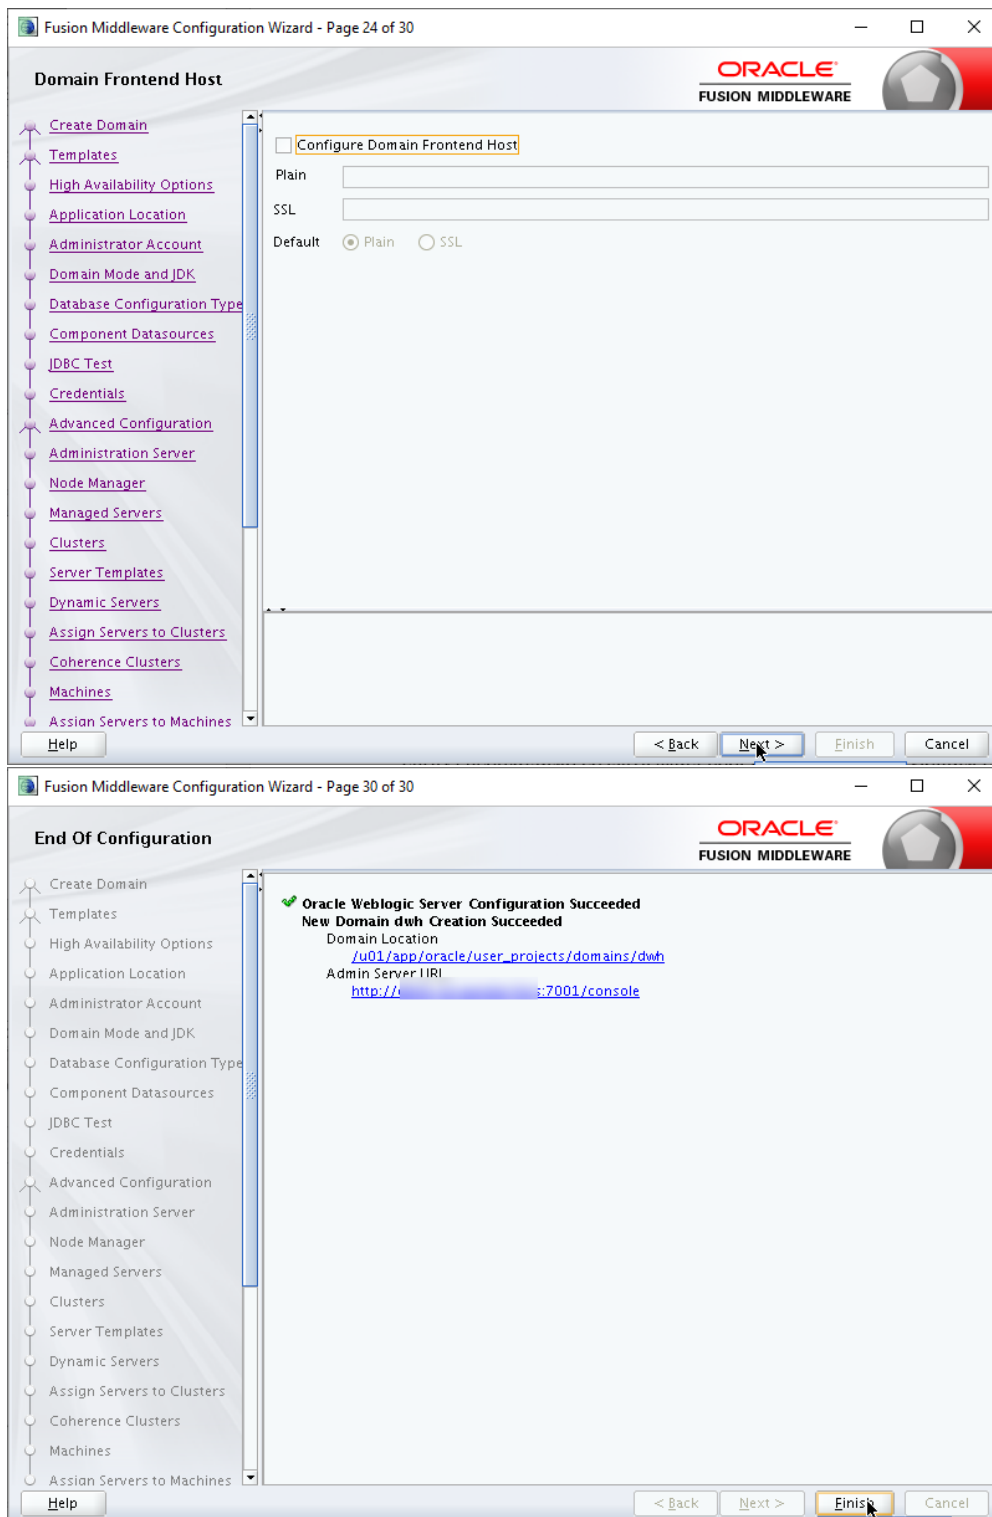 Fusion Middleware Configuration Wizard - Page 24 of 30
Domain Frontend Host
ORACLE
FUSION MIDDLEWARE
Create Domain
Templates
High Availability Options
Application Location
Administrator Account
Domain Mode and JDK
Database Configuration Type
Component Datasources
JDBC Test
Credentials
Advanced Configuration
Administration Server
Node Manager
Managed Servers
Clusters
Server Templates
Dynamic Servers
Assign Servers to Clusters
Coherence Clusters
Machines
Assign Servers to Machines
Configure Domain Frontend Host
Plain
SSL
Default Plain SSL
Help < Back Next > Finish Cancel
Fusion Middleware Configuration Wizard - Page 30 of 30
End Of Configuration
ORACLE
FUSION MIDDLEWARE
Create Domain
Templates
High Availability Options
Application Location
Administrator Account
Domain Mode and JDK
Database Configuration Type
Component Datasources
JDBC Test
Credentials
Advanced Configuration
Administration Server
Node Manager
Managed Servers
Clusters
Server Templates
Dynamic Servers
Assign Servers to Clusters
Coherence Clusters
Machines
Assign Servers to Machines
Oracle Weblogic Server Configuration Succeeded
New Domain dwh Creation Succeeded
Domain Location
/u01/app/oracle/user_projects/domains/dwh
Admin Server URL
http:// :7001/console
Help < Back Next > Finish Cancel